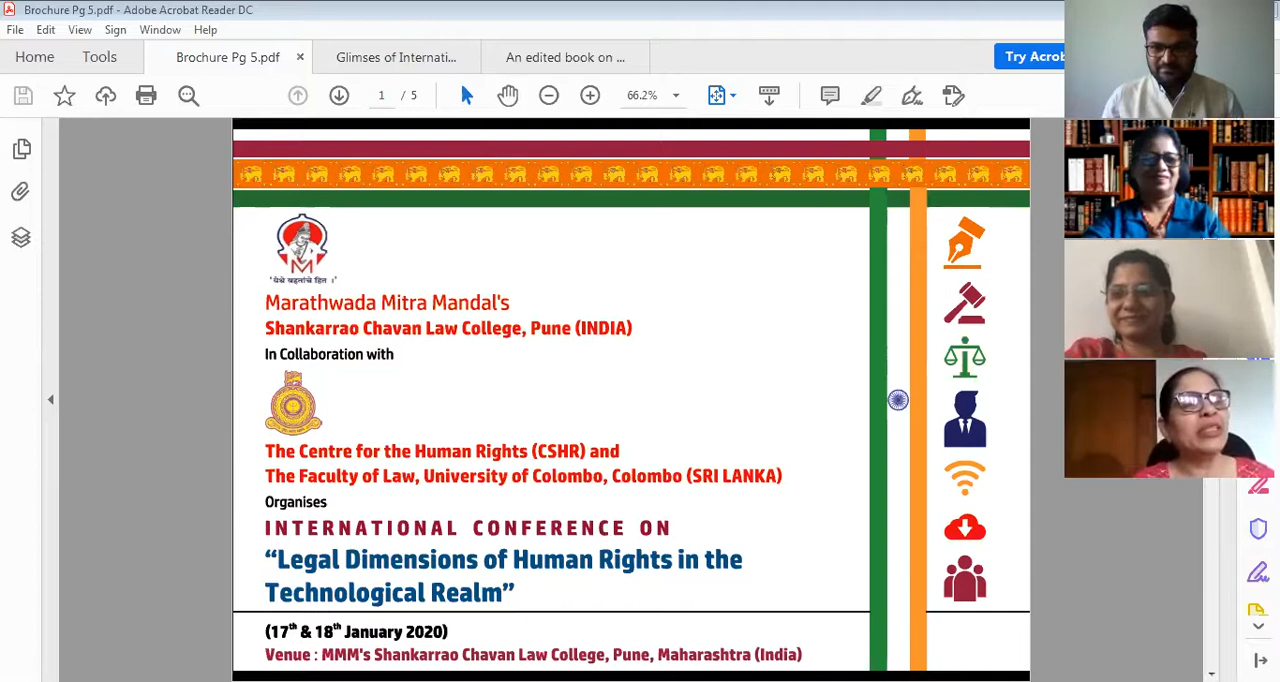 Brochure Pg 5.pdf - Adobe Acrobat Reader DC
File Edit View Sign Window Help
Home Tools Brochure Pg 5.pdf × Glimses of Internati... An edited book on ...
Try Acrob
1 / 5 66.2%
'येथे बहुतांचे हित ।'
Marathwada Mitra Mandal's
Shankarrao Chavan Law College, Pune (INDIA)
In Collaboration with
The Centre for the Human Rights (CSHR) and
The Faculty of Law, University of Colombo, Colombo (SRI LANKA)
Organises
INTERNATIONAL CONFERENCE ON
“Legal Dimensions of Human Rights in the
Technological Realm”
(17th & 18th January 2020)
Venue : MMM's Shankarrao Chavan Law College, Pune, Maharashtra (India)